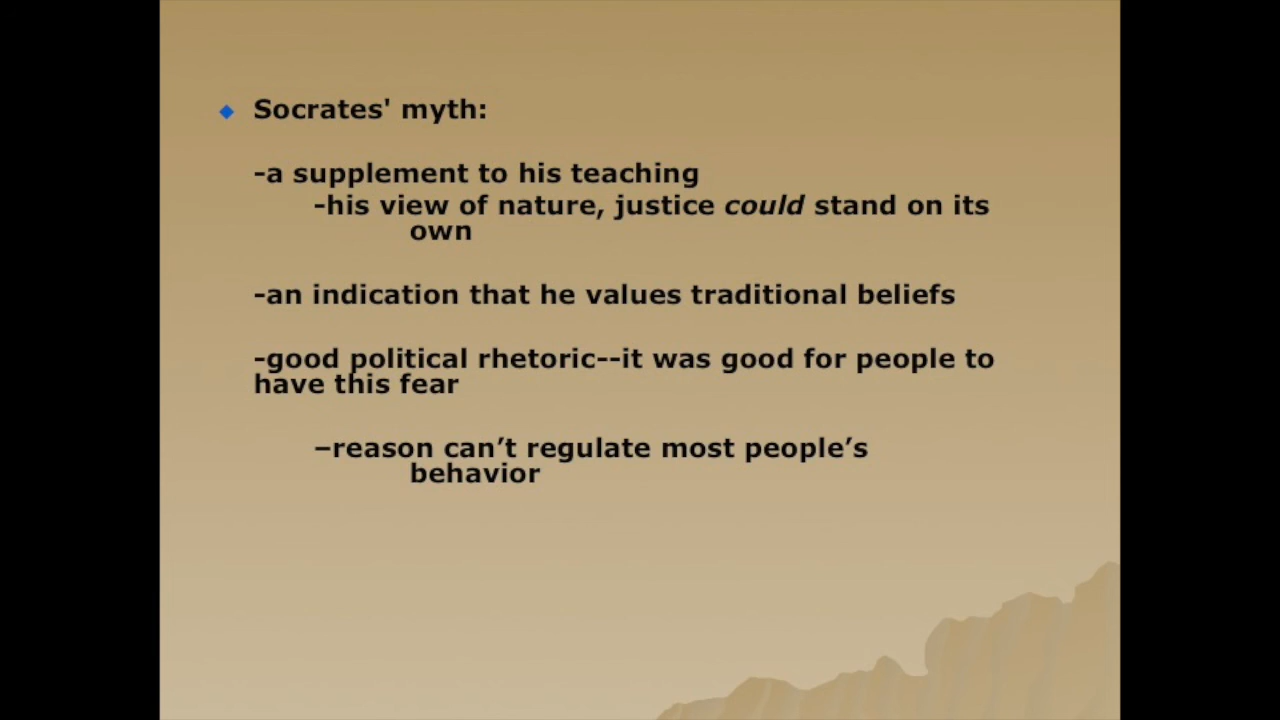 Socrates' myth:
-a supplement to his teaching
-his view of nature, justice could stand on its
own
-an indication that he values traditional beliefs
-good political rhetoric--it was good for people to
have this fear
–reason can’t regulate most people’s
behavior